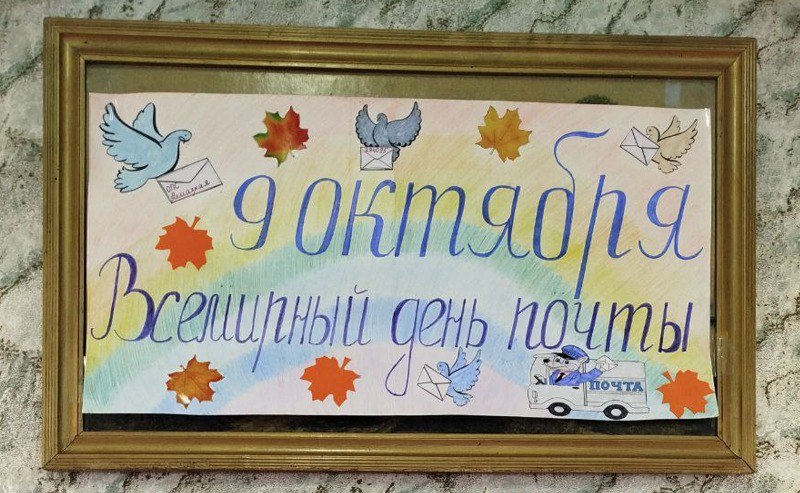 9 октября
Всемирный день почты
ПОЧТА